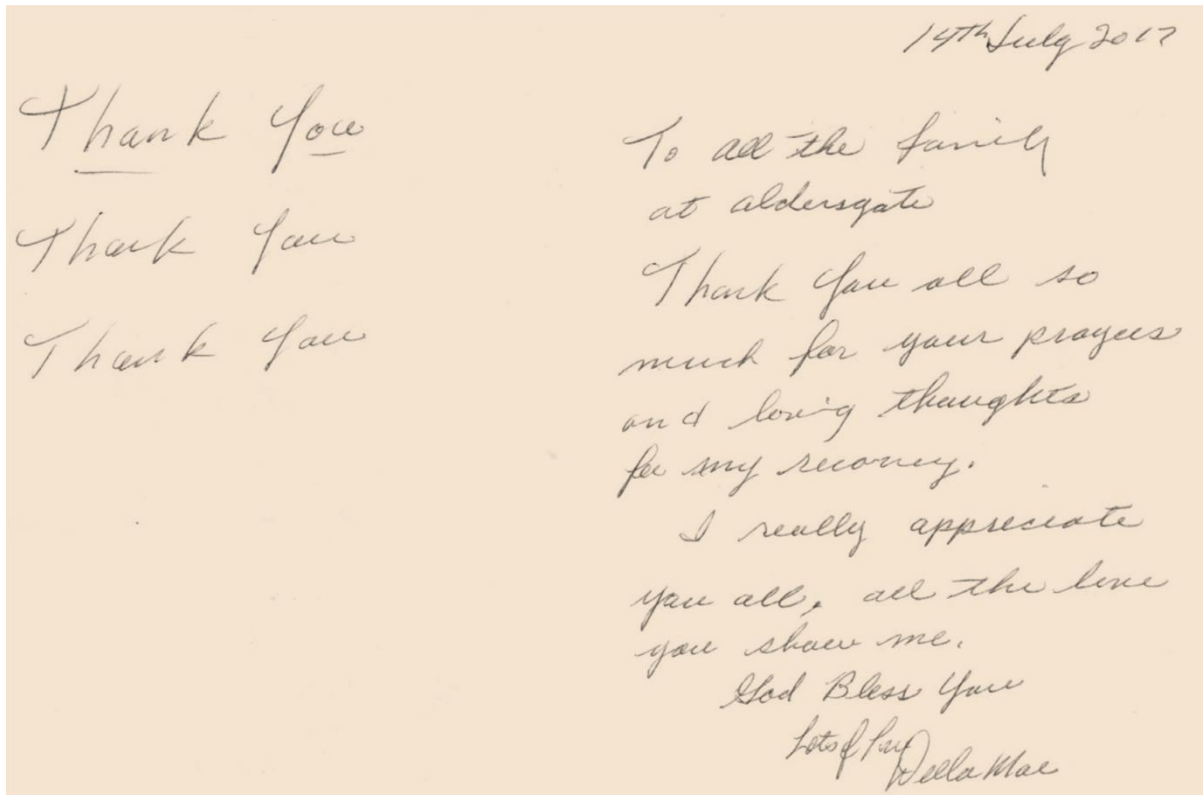 Thank You
Thank You
Thank You
14th July 2017
To all the family
at aldersgate
Thank You all so
much for your prayers
and loving thoughts
for my recovery.
I really appreciate
you all, all the love
you show me.
God Bless You
Lots of Love
Della Mae